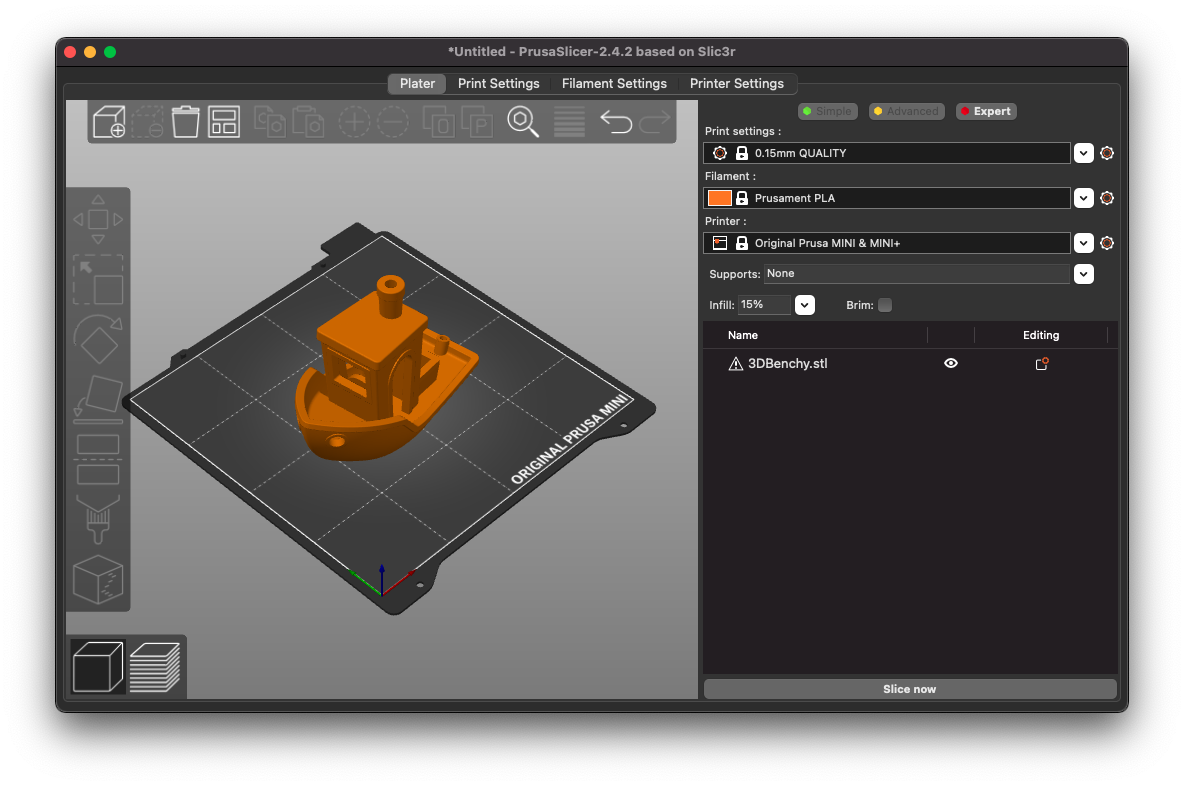 *Untitled - PrusaSlicer-2.4.2 based on Slic3r
Plater Print Settings Filament Settings Printer Settings
Simple Advanced Expert
Print settings :
0.15mm QUALITY
Filament :
Prusament PLA
Printer :
Original Prusa MINI & MINI+
Supports: None
Infill: 15% Brim:
Name Editing
3DBenchy.stl
ORIGINAL PRUSA MINI
Slice now